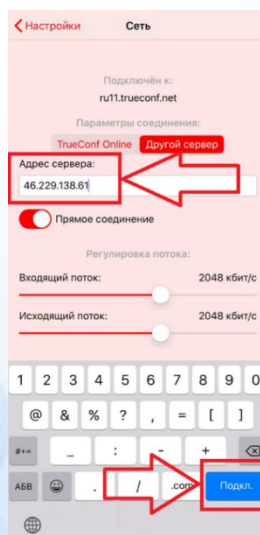 Настройки Сеть
Подключён к:
ru11.trueconf.net
Параметры соединения:
TrueConf Online Другой сервер
Адрес сервера:
46.229.138.61
Прямое соединение
Регулировка потока:
Входящий поток: 2048 кбит/с
Исходящий поток: 2048 кбит/с
1 2 3 4 5 6 7 8 9 0
@ & % ? , = [ ]
#+= _ : - +
АБВ . / .com Подкл.